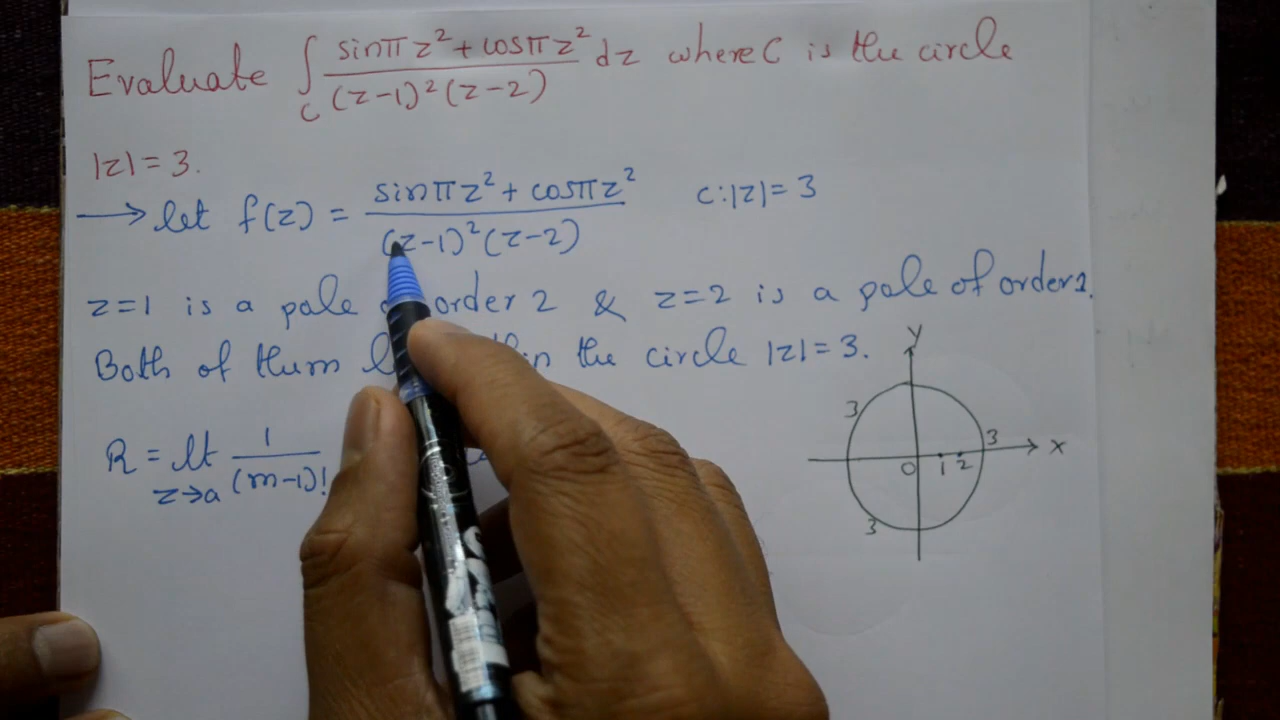 Evaluate ∫_C (sinπz² + cosπz²)/((z-1)²(z-2)) dz where C is the circle
|z| = 3.
→ let f(z) = (sinπz² + cosπz²)/((z-1)²(z-2)) C:|z| = 3
z=1 is a pole order 2 & z=2 is a pole of order 1.
Both of them in the circle |z| = 3.
R = lt z→a 1/(m-1)!
y
3
3
x
0 1 2
3